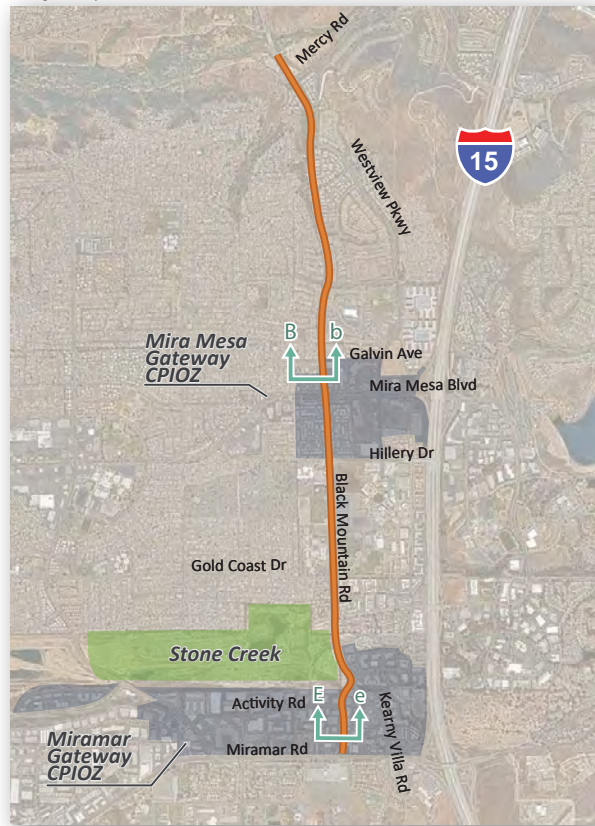 Mercy Rd
15
Westview Pkwy
B b
Mira Mesa
Gateway
CPIOZ
Galvin Ave
Mira Mesa Blvd
Hillery Dr
Black Mountain Rd
Gold Coast Dr
Stone Creek
E e
Activity Rd
Kearny Villa Rd
Miramar
Gateway
CPIOZ
Miramar Rd